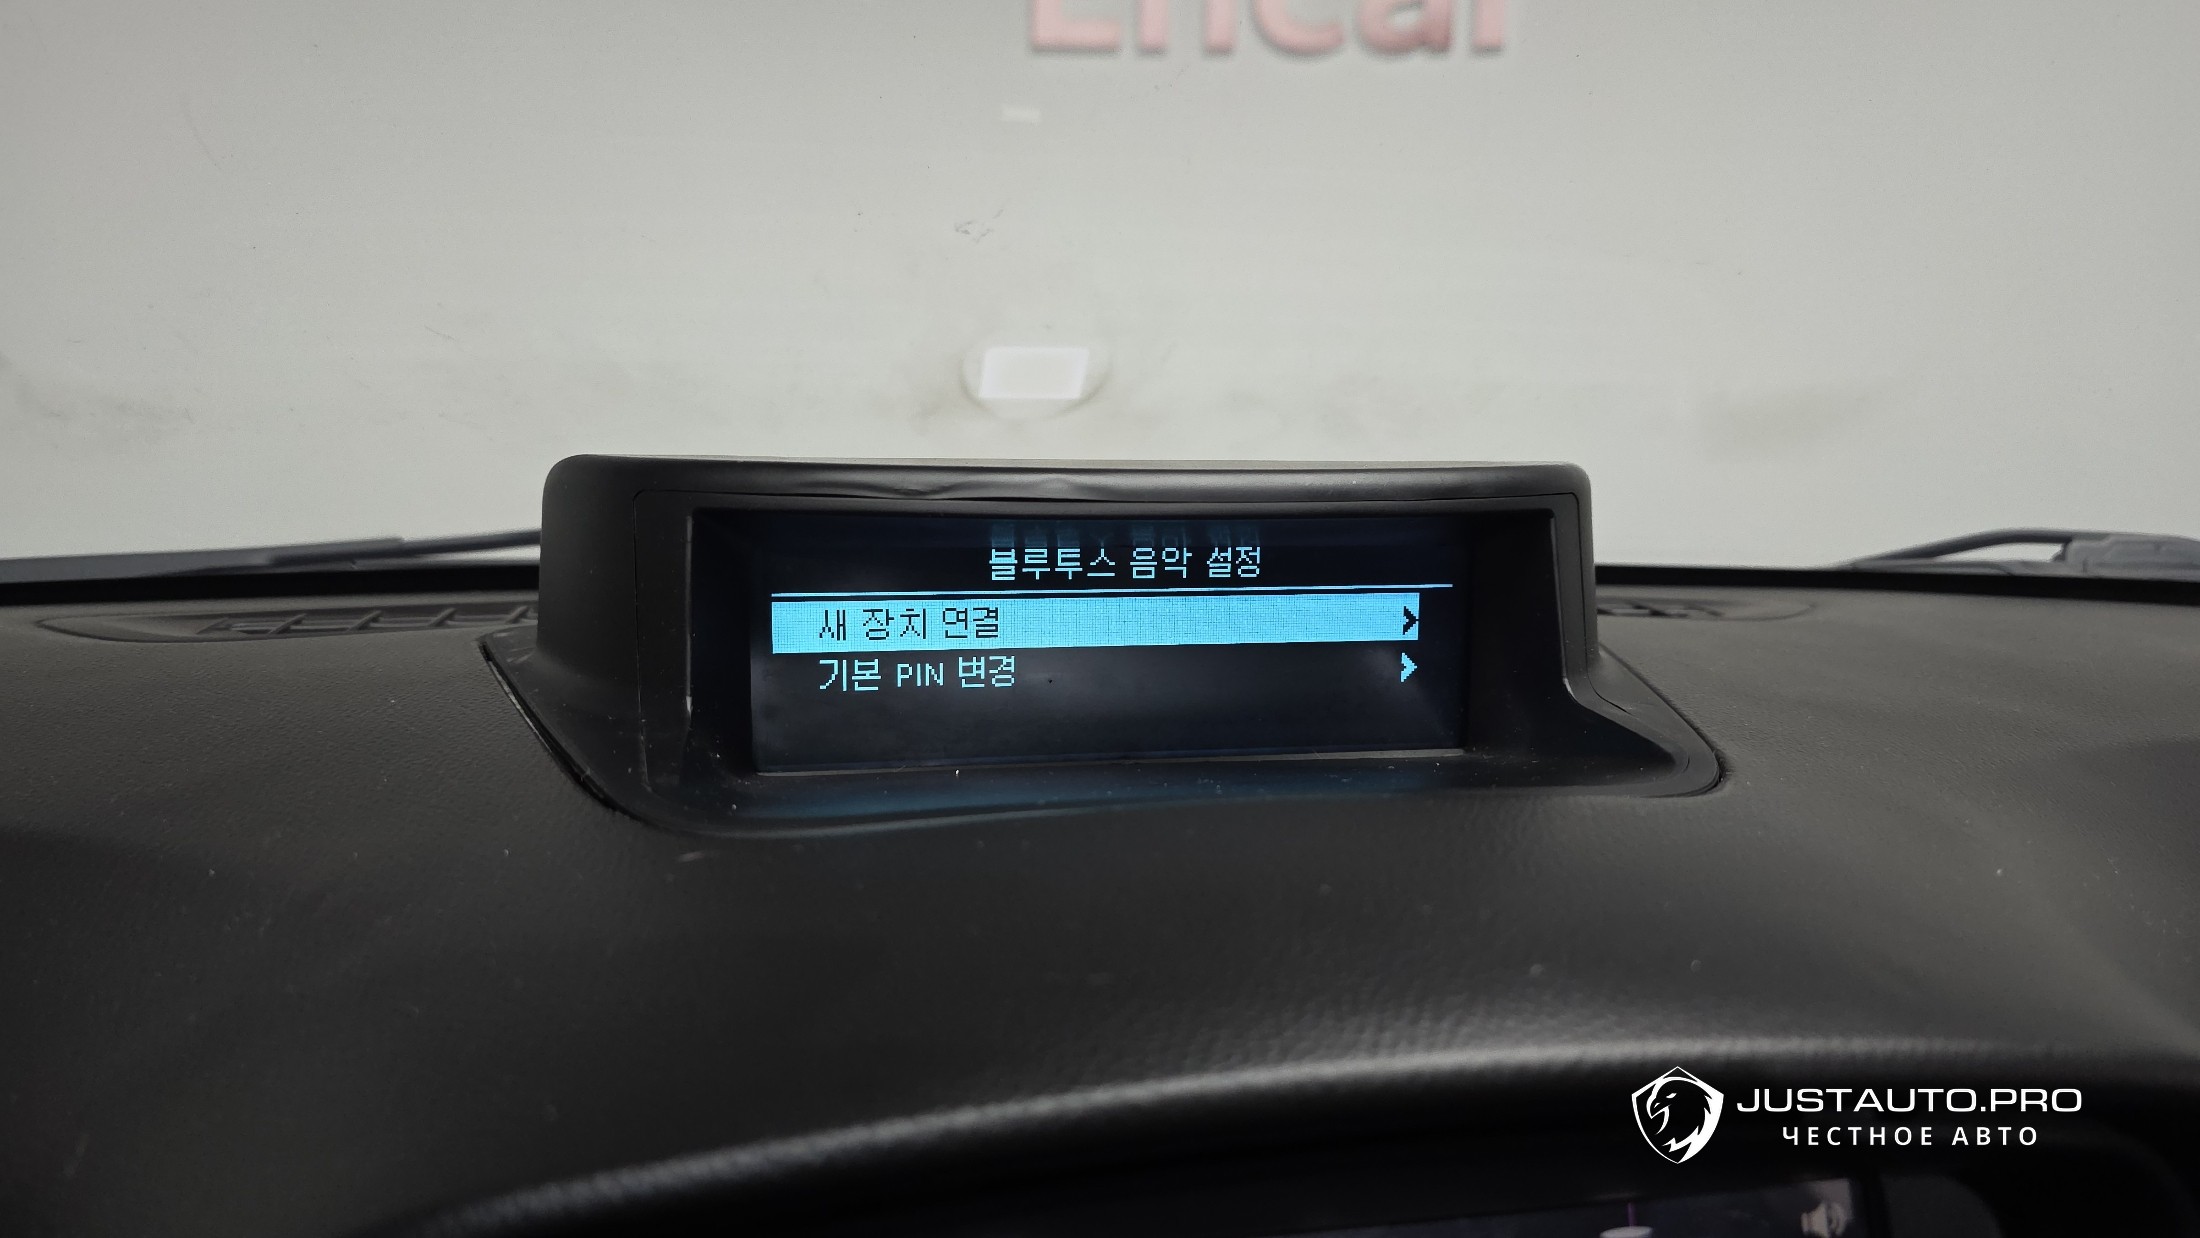 Encar
블루투스 음악 설정
새 장치 연결
기본 PIN 변경
JUSTAUTO.PRO
ЧЕСТНОЕ АВТО